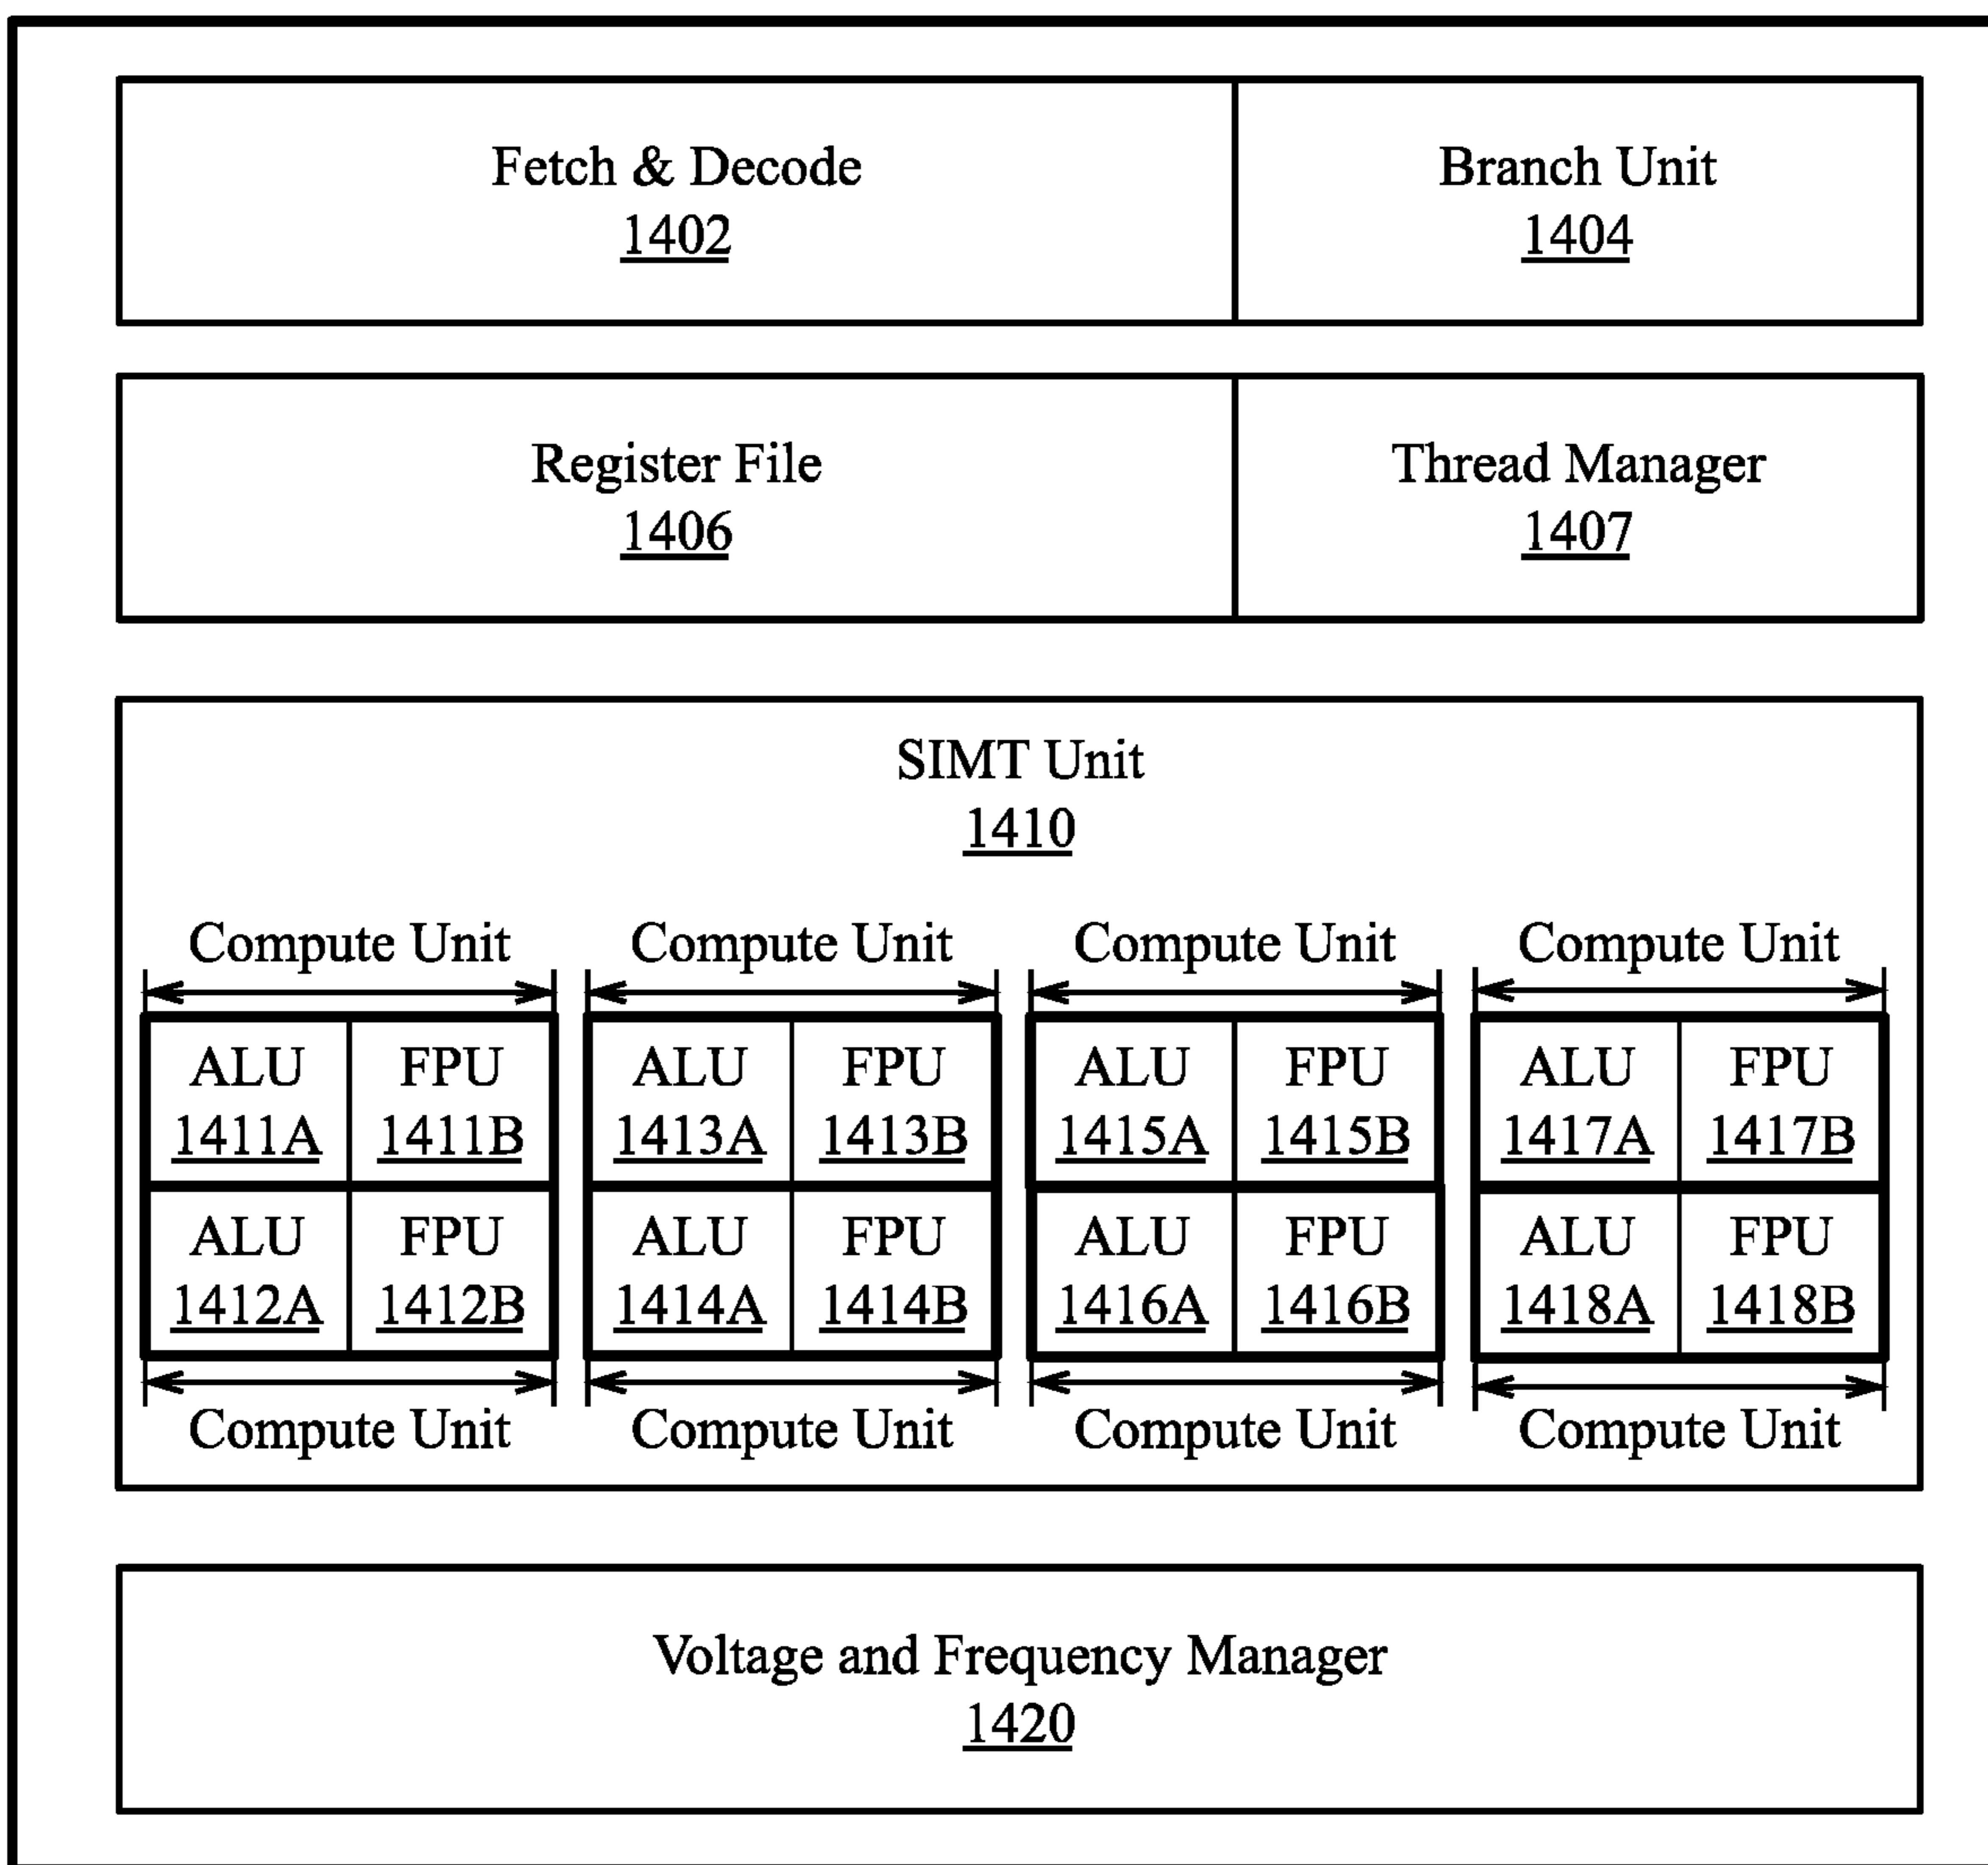 Fetch & Decode
1402
Branch Unit
1404
Register File
1406
Thread Manager
1407
SIMT Unit
1410
Compute Unit Compute Unit Compute Unit Compute Unit
ALU FPU ALU FPU ALU FPU ALU FPU
1411A 1411B 1413A 1413B 1415A 1415B 1417A 1417B
ALU FPU ALU FPU ALU FPU ALU FPU
1412A 1412B 1414A 1414B 1416A 1416B 1418A 1418B
Compute Unit Compute Unit Compute Unit Compute Unit
Voltage and Frequency Manager
1420